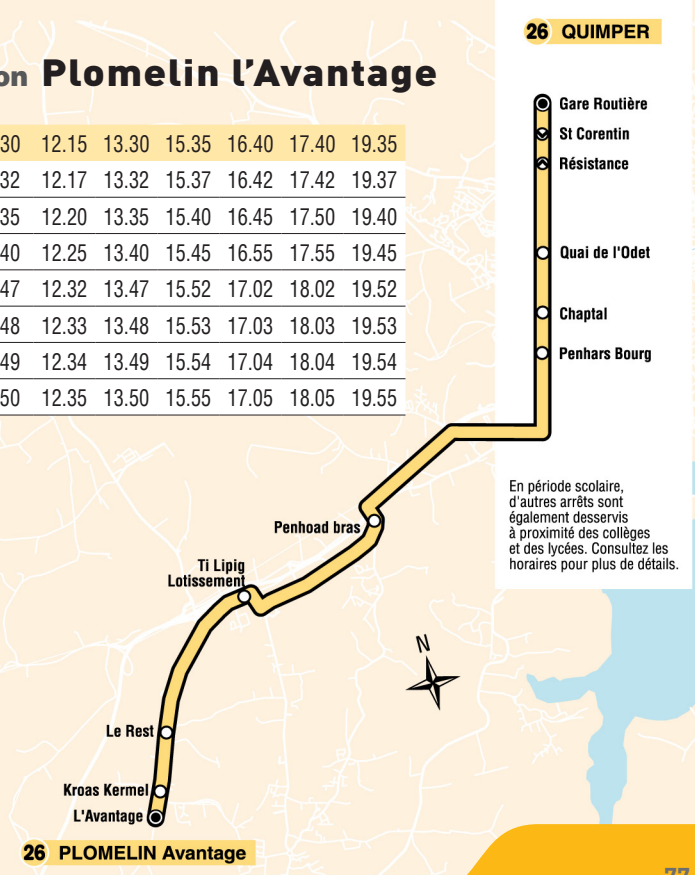 26 QUIMPER
on Plomelin l'Avantage
30 12.15 13.30 15.35 16.40 17.40 19.35
32 12.17 13.32 15.37 16.42 17.42 19.37
35 12.20 13.35 15.40 16.45 17.50 19.40
40 12.25 13.40 15.45 16.55 17.55 19.45
47 12.32 13.47 15.52 17.02 18.02 19.52
48 12.33 13.48 15.53 17.03 18.03 19.53
49 12.34 13.49 15.54 17.04 18.04 19.54
50 12.35 13.50 15.55 17.05 18.05 19.55
Gare Routière
St Corentin
Résistance
Quai de l'Odet
Chaptal
Penhars Bourg
En période scolaire,
d'autres arrêts sont
également desservis
à proximité des collèges
et des lycées. Consultez les
horaires pour plus de détails.
Penhoad bras
Ti Lipig
Lotissement
N
Le Rest
Kroas Kermel
L'Avantage
26 PLOMELIN Avantage